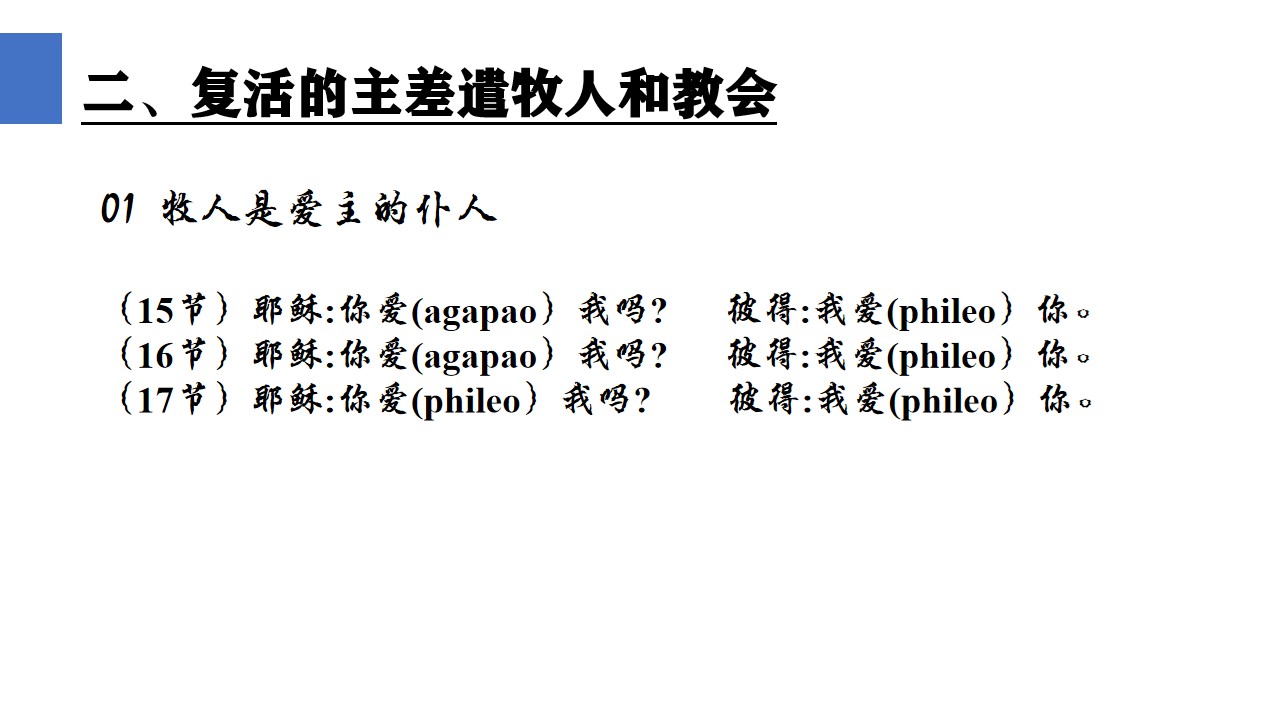 二、复活的主差遣牧人和教会
01 牧人是爱主的仆人
（15节）耶稣:你爱(agapao）我吗? 彼得:我爱(phileo）你。
（16节）耶稣:你爱(agapao）我吗? 彼得:我爱(phileo）你。
（17节）耶稣:你爱(phileo）我吗? 彼得:我爱(phileo）你。